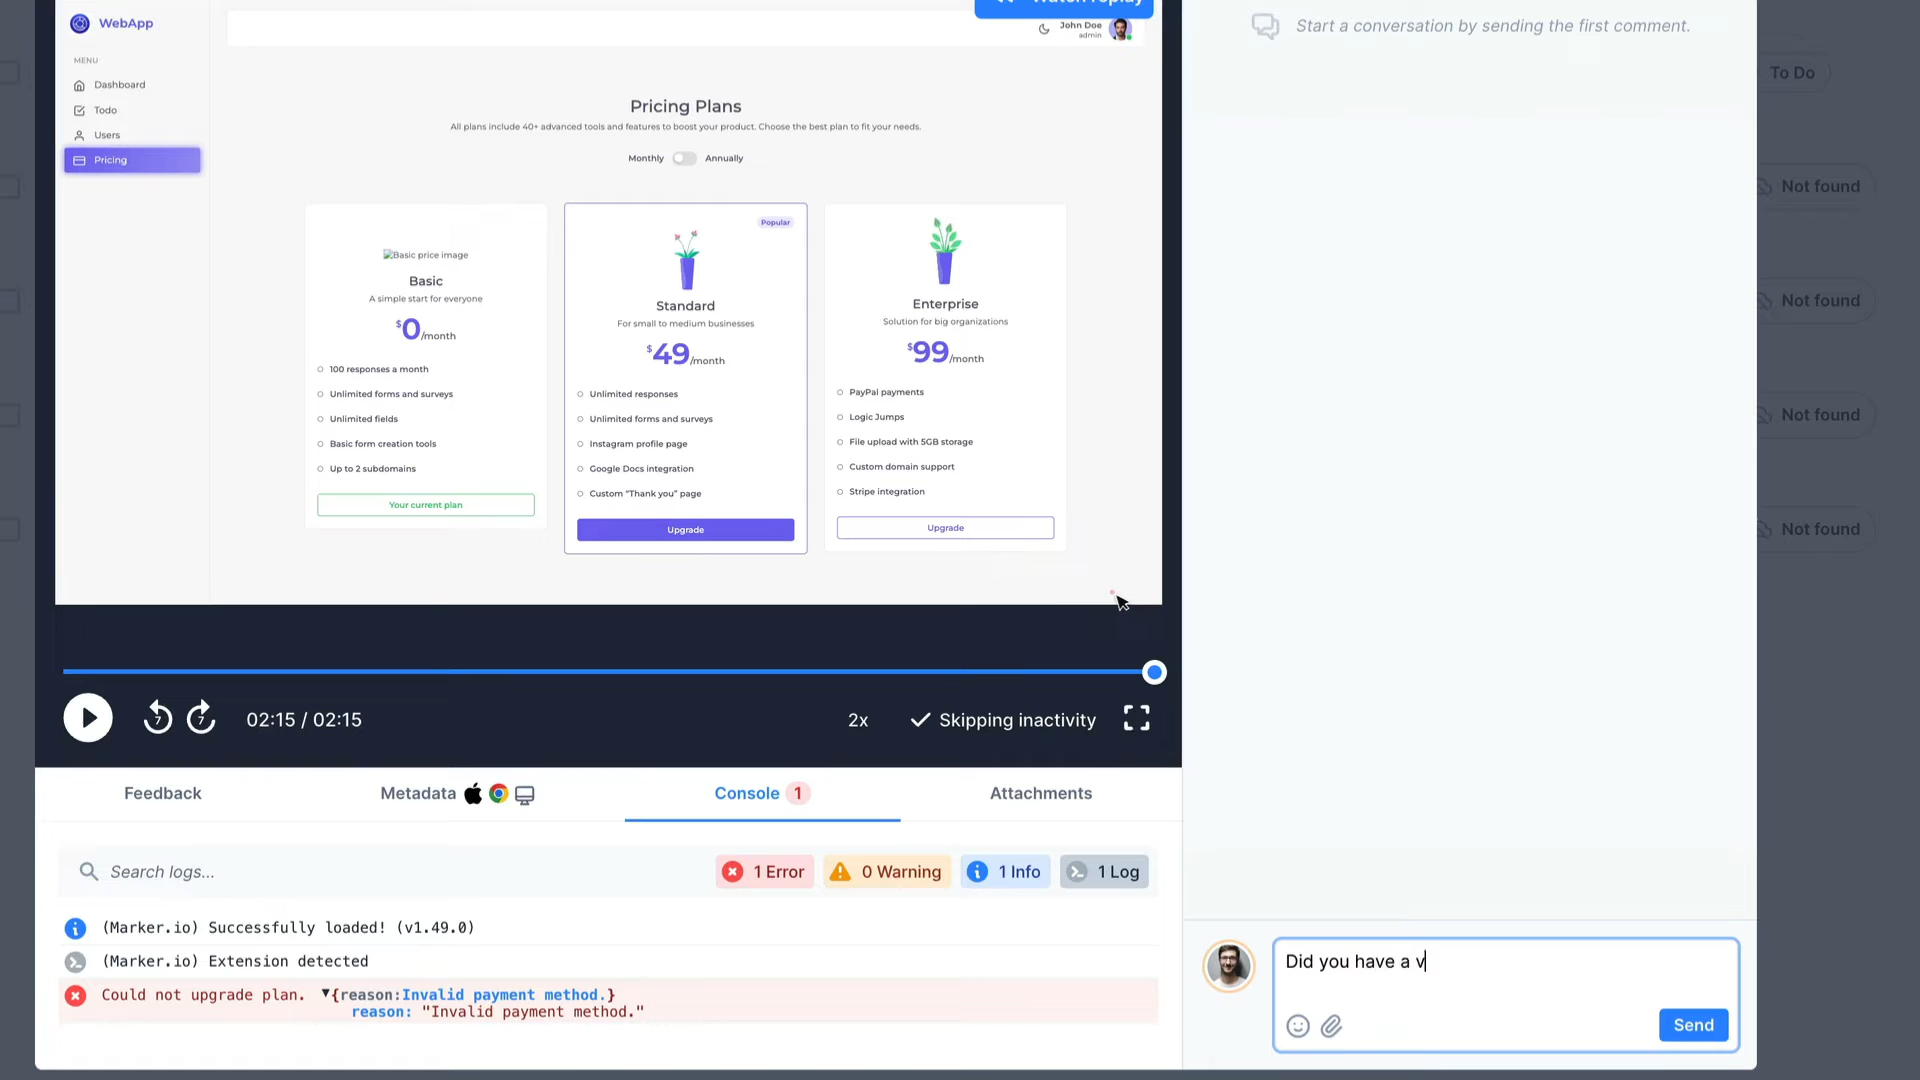 WebApp
MENU
Dashboard
Todo
Users
Pricing
Watch replay
John Doe
admin
Pricing Plans
All plans include 40+ advanced tools and features to boost your product. Choose the best plan to fit your needs.
Monthly
Annually
Basic price image
Basic
A simple start for everyone
$0/month
100 responses a month
Unlimited forms and surveys
Unlimited fields
Basic form creation tools
Up to 2 subdomains
Your current plan
Popular
Standard
For small to medium businesses
$49/month
Unlimited responses
Unlimited forms and surveys
Instagram profile page
Google Docs integration
Custom "Thank you" page
Upgrade
Enterprise
Solution for big organizations
$99/month
PayPal payments
Logic Jumps
File upload with 5GB storage
Custom domain support
Stripe integration
Upgrade
7
7
02:15 / 02:15
2x
Skipping inactivity
Feedback
Metadata
Console 1
Attachments
Search logs...
1 Error
0 Warning
1 Info
1 Log
(Marker.io) Successfully loaded! (v1.49.0)
(Marker.io) Extension detected
Could not upgrade plan. ▼{reason:Invalid payment method.}
reason: "Invalid payment method."
Start a conversation by sending the first comment.
Did you have a v
Send
To Do
Not found
Not found
Not found
Not found